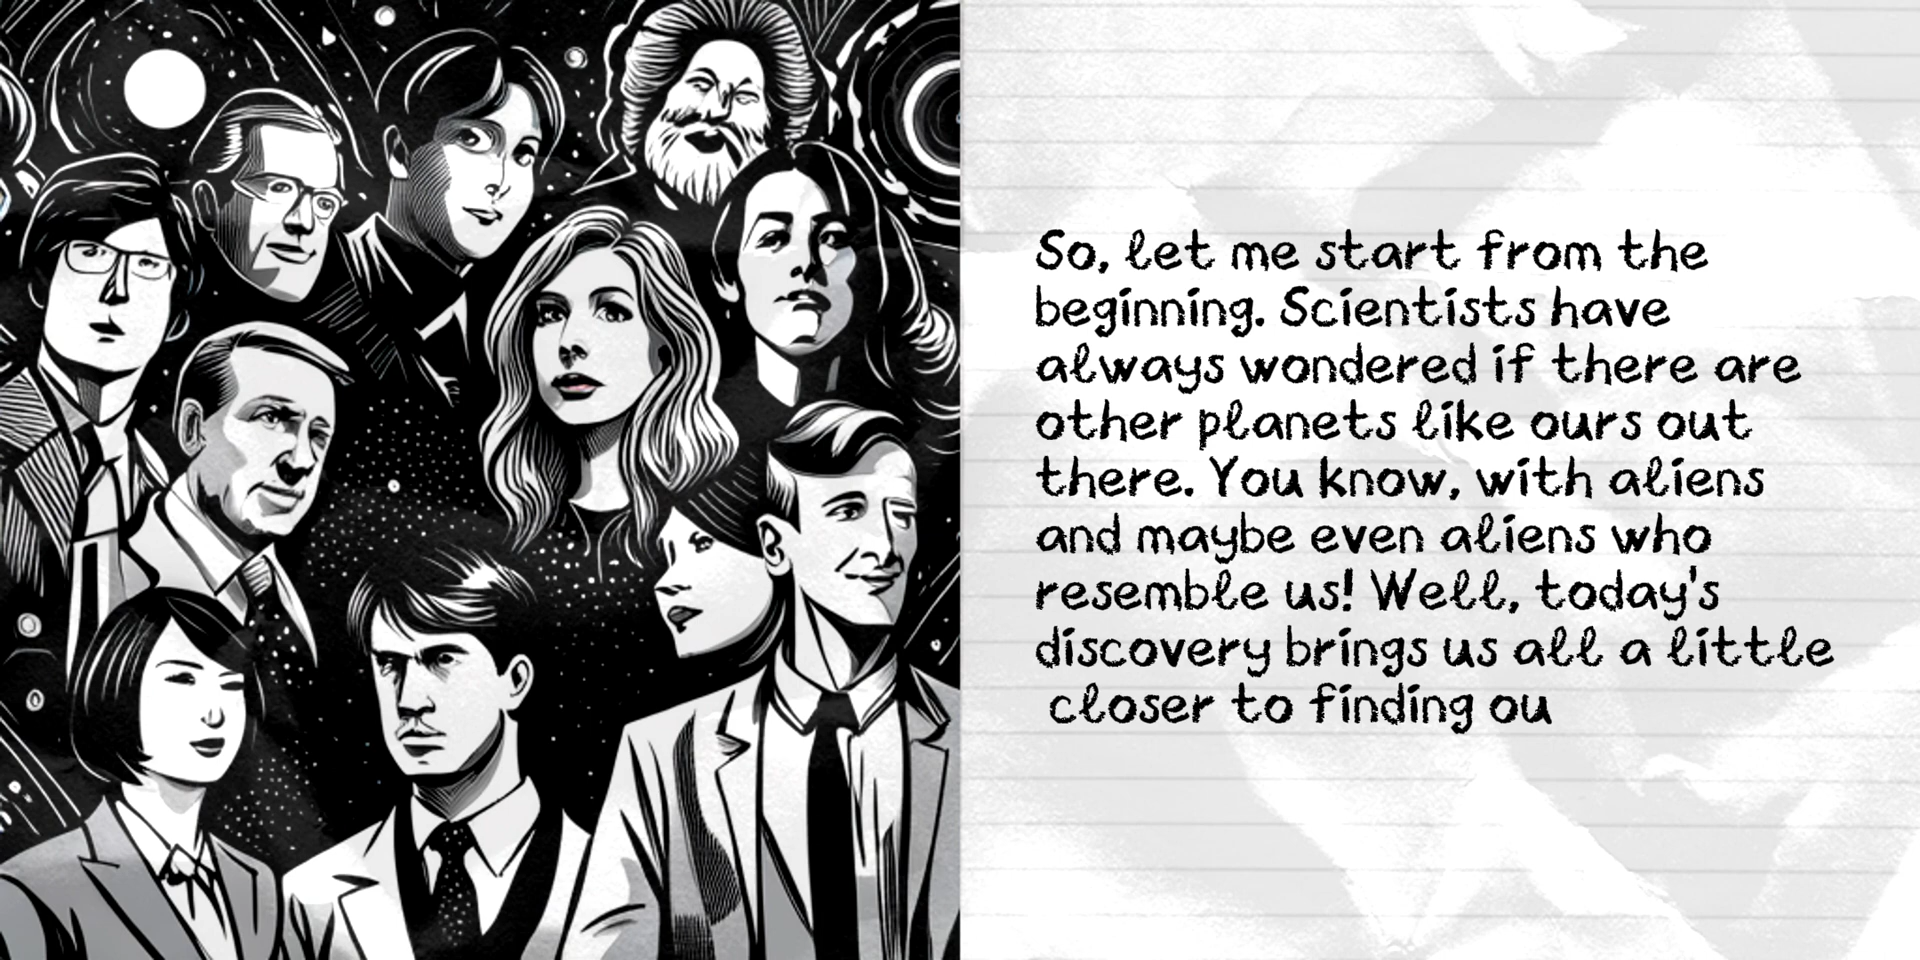 So, let me start from the
beginning. Scientists have
always wondered if there are
other planets like ours out
there. You know, with aliens
and maybe even aliens who
resemble us! Well, today's
discovery brings us all a little
closer to finding ou